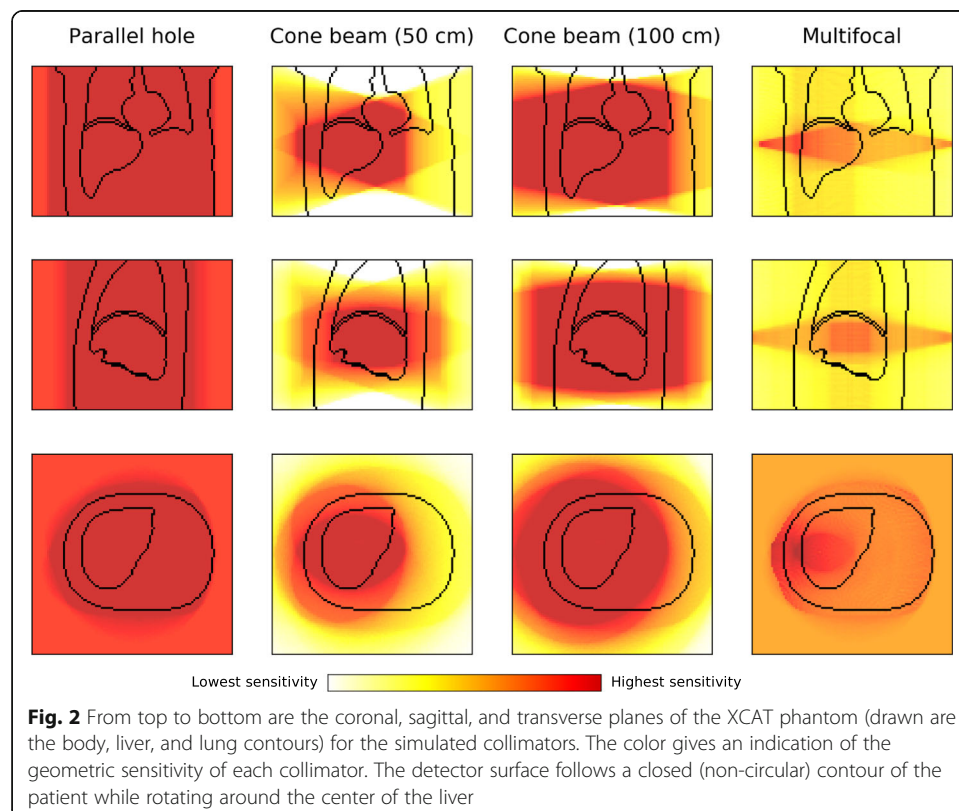 Parallel hole Cone beam (50 cm) Cone beam (100 cm) Multifocal
Lowest sensitivity Highest sensitivity
Fig. 2 From top to bottom are the coronal, sagittal, and transverse planes of the XCAT phantom (drawn are
the body, liver, and lung contours) for the simulated collimators. The color gives an indication of the
geometric sensitivity of each collimator. The detector surface follows a closed (non-circular) contour of the
patient while rotating around the center of the liver